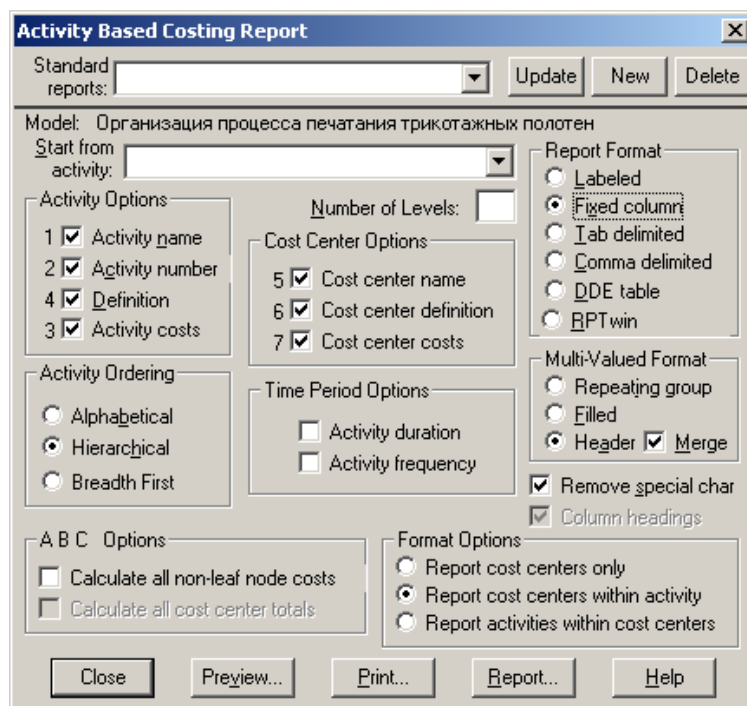 Activity Based Costing Report
Standard reports:
Update New Delete
Model: Организация процесса печатания трикотажных полотен
Start from activity:
Number of Levels:
Activity Options
1 Activity name
2 Activity number
4 Definition
3 Activity costs
Cost Center Options
5 Cost center name
6 Cost center definition
7 Cost center costs
Report Format
Labeled
Fixed column
Tab delimited
Comma delimited
DDE table
RPTwin
Activity Ordering
Alphabetical
Hierarchical
Breadth First
Time Period Options
Activity duration
Activity frequency
Multi-Valued Format
Repeating group
Filled
Header Merge
Remove special char
Column headings
A B C Options
Calculate all non-leaf node costs
Calculate all cost center totals
Format Options
Report cost centers only
Report cost centers within activity
Report activities within cost centers
Close Preview... Print... Report... Help